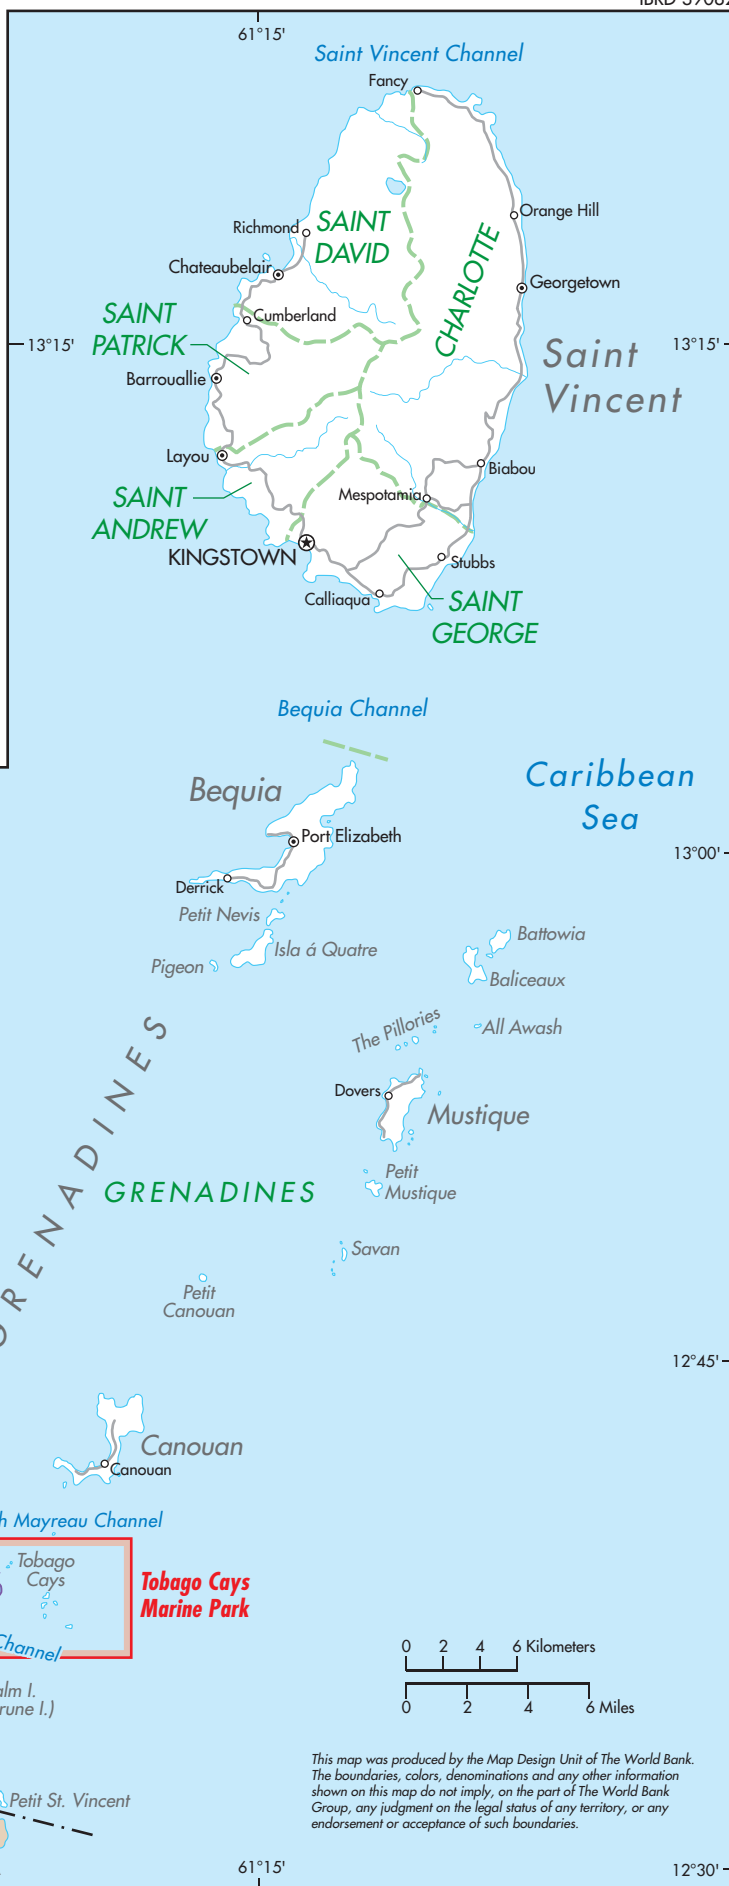 61°15'
Saint Vincent Channel
Fancy
Orange Hill
Richmond
SAINT
DAVID
CHARLOTTE
Chateaubelair
Georgetown
SAINT
PATRICK
Cumberland
13°15'
13°15'
Saint
Vincent
Barrouallie
Layou
Biabou
SAINT
ANDREW
Mespotamia
KINGSTOWN
Stubbs
Calliaqua
SAINT
GEORGE
Bequia Channel
Bequia
Caribbean
Sea
Port Elizabeth
13°00'
Derrick
Petit Nevis
Battowia
Isla á Quatre
Pigeon
Baliceaux
The Pillories
All Awash
Dovers
Mustique
RENADINES
GRENADINES
Petit
Mustique
Savan
Petit
Canouan
12°45'
Canouan
Canouan
h Mayreau Channel
Tobago
Cays
Tobago Cays
Marine Park
Channel
0 2 4 6 Kilometers
0 2 4 6 Miles
alm I.
rune I.)
This map was produced by the Map Design Unit of The World Bank.
The boundaries, colors, denominations and any other information
shown on this map do not imply, on the part of The World Bank
Group, any judgment on the legal status of any territory, or any
endorsement or acceptance of such boundaries.
Petit St. Vincent
61°15'
12°30'